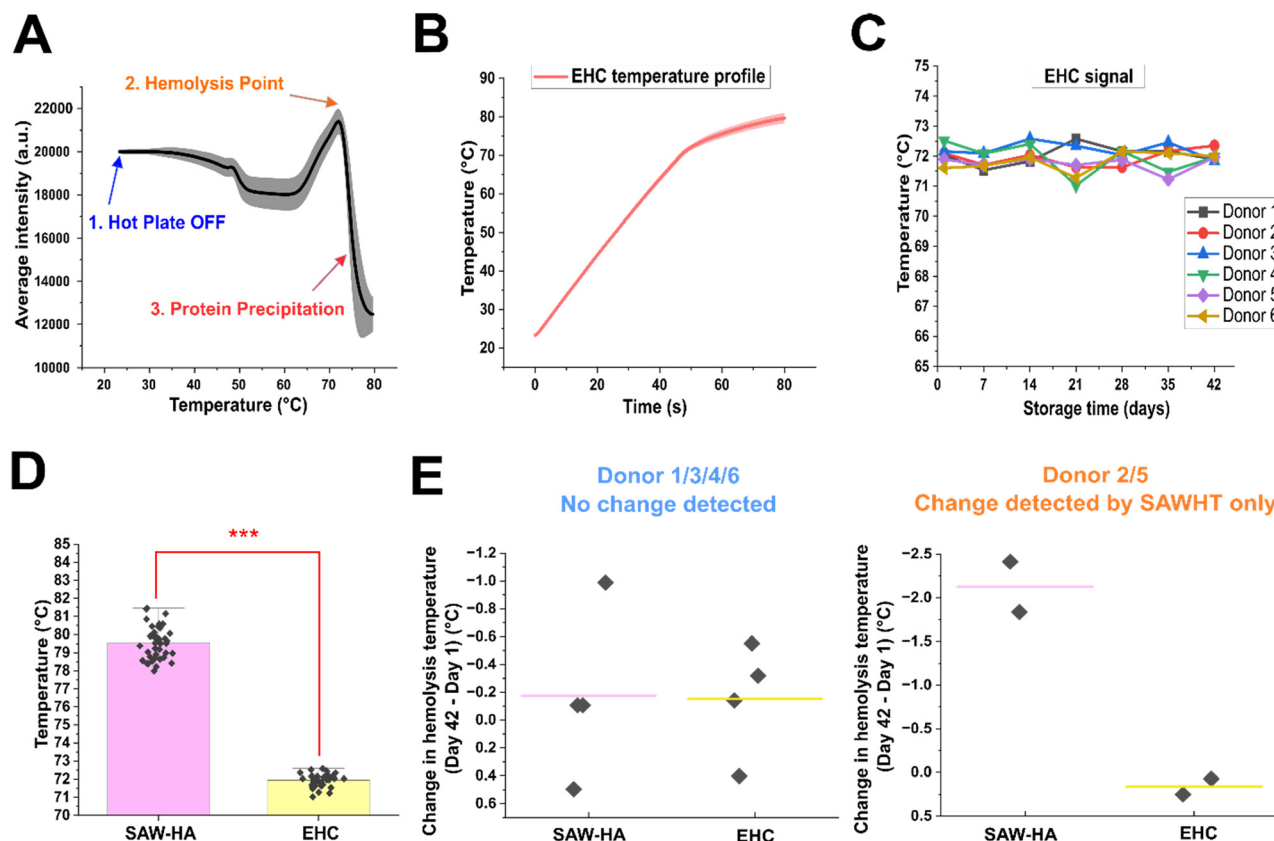 A
2. Hemolysis Point
1. Hot Plate OFF
3. Protein Precipitation
Average intensity (a.u.)
22000
20000
18000
16000
14000
12000
10000
20
30
40
50
60
70
80
Temperature (°C)
B
EHC temperature profile
Temperature (°C)
90
80
70
60
50
40
30
20
0
20
40
60
80
Time (s)
C
EHC signal
Temperature (°C)
75
74
73
72
71
70
69
68
67
66
65
0
7
14
21
28
35
42
Storage time (days)
Donor 1
Donor 2
Donor 3
Donor 4
Donor 5
Donor 6
D
***
Temperature (°C)
85
84
83
82
81
80
79
78
77
76
75
74
73
72
71
70
SAW-HA
EHC
E
Donor 1/3/4/6
No change detected
Change in hemolysis temperature
(Day 42 - Day 1) (°C)
−1.2
−1.0
−0.8
−0.6
−0.4
−0.2
0.0
0.2
0.4
0.6
SAW-HA
EHC
Donor 2/5
Change detected by SAWHT only
Change in hemolysis temperature
(Day 42 - Day 1) (°C)
−2.5
−2.0
−1.5
−1.0
−0.5
0.0
0.5
SAW-HA
EHC